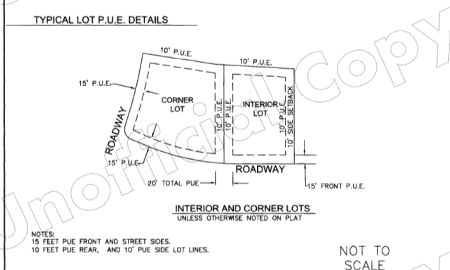 TYPICAL LOT P.U.E. DETAILS
10' P.U.E.
10' P.U.E.
15' P.U.E.
CORNER
LOT
10' P.U.E.
10' P.U.E.
INTERIOR
LOT
10' SIDE SETBACK
ROADWAY
15' P.U.E.
20' TOTAL PUE
ROADWAY
15' FRONT P.U.E.
INTERIOR AND CORNER LOTS
UNLESS OTHERWISE NOTED ON PLAT
NOTES:
15 FEET PUE FRONT AND STREET SIDES.
10 FEET PUE REAR, AND 10' PUE SIDE LOT LINES.
NOT TO
SCALE
Unofficial Copy